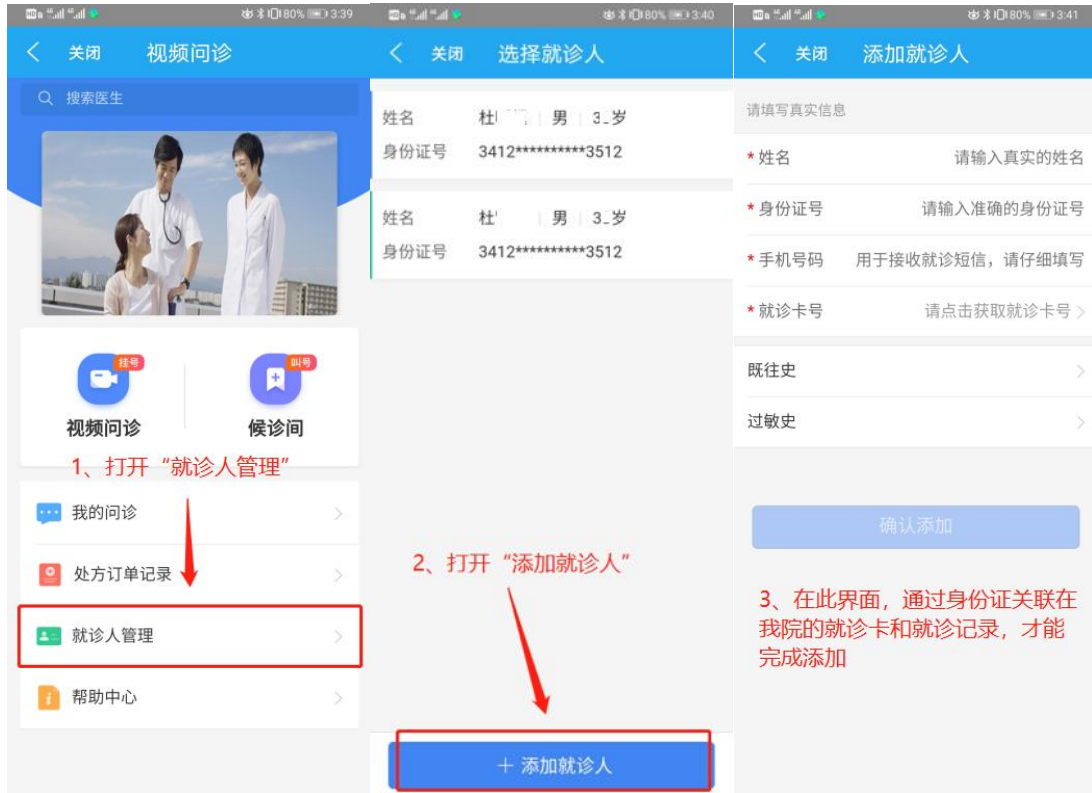 80% 3:39
关闭 视频问诊
搜索医生
挂号
叫号
视频问诊 候诊间
1、打开“就诊人管理”
我的问诊
处方订单记录
就诊人管理
帮助中心
80% 3:40
关闭 选择就诊人
姓名 杜 男 3 岁
身份证号 3412**********3512
姓名 杜 男 3 岁
身份证号 3412**********3512
2、打开“添加就诊人”
+ 添加就诊人
80% 3:41
关闭 添加就诊人
请填写真实信息
*姓名 请输入真实的姓名
*身份证号 请输入准确的身份证号
*手机号码 用于接收就诊短信，请仔细填写
*就诊卡号 请点击获取就诊卡号
既往史
过敏史
确认添加
3、在此界面，通过身份证关联在
我院的就诊卡和就诊记录，才能
完成添加